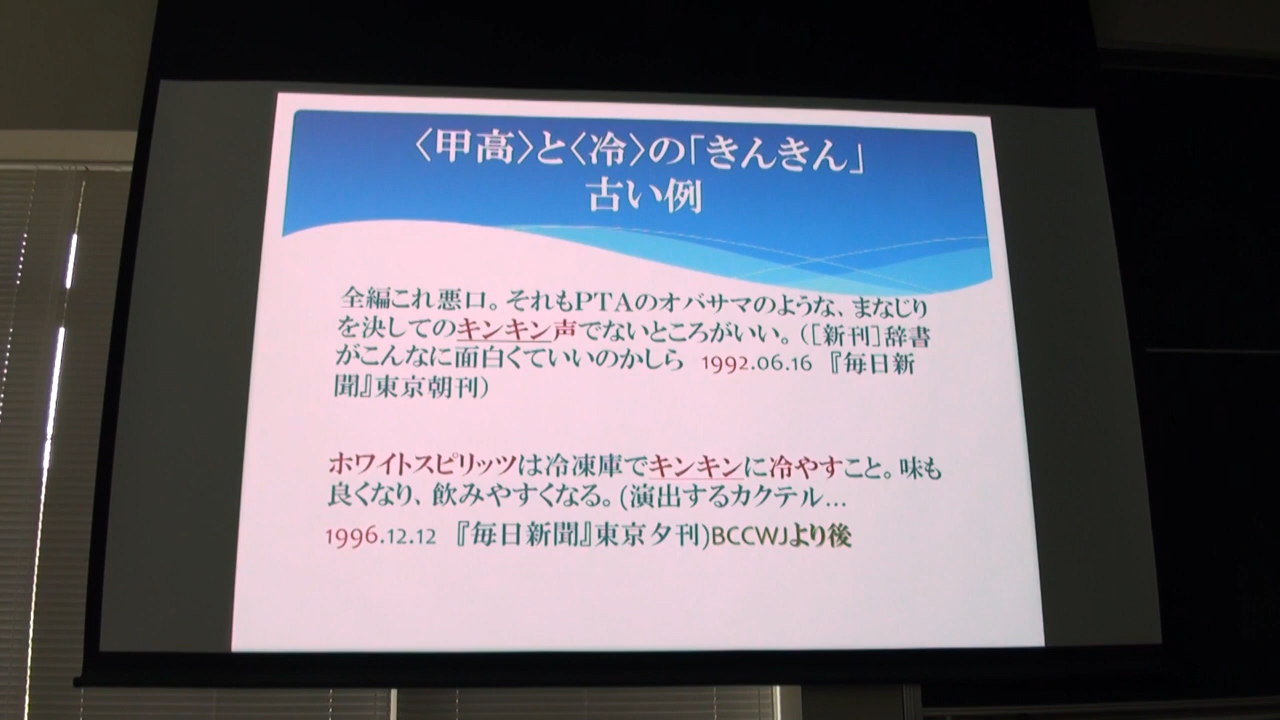 〈甲高〉と〈冷〉の「きんきん」
古い例
全編これ悪口。それもPTAのオバサマのような、まなじり
を決してのキンキン声でないところがいい。（［新刊］辞書
がこんなに面白くていいのかしら 1992.06.16 『毎日新
聞』東京朝刊）
ホワイトスピリッツは冷凍庫でキンキンに冷やすこと。味も
良くなり、飲みやすくなる。(演出するカクテル…
1996.12.12 『毎日新聞』東京夕刊)BCCWJより後